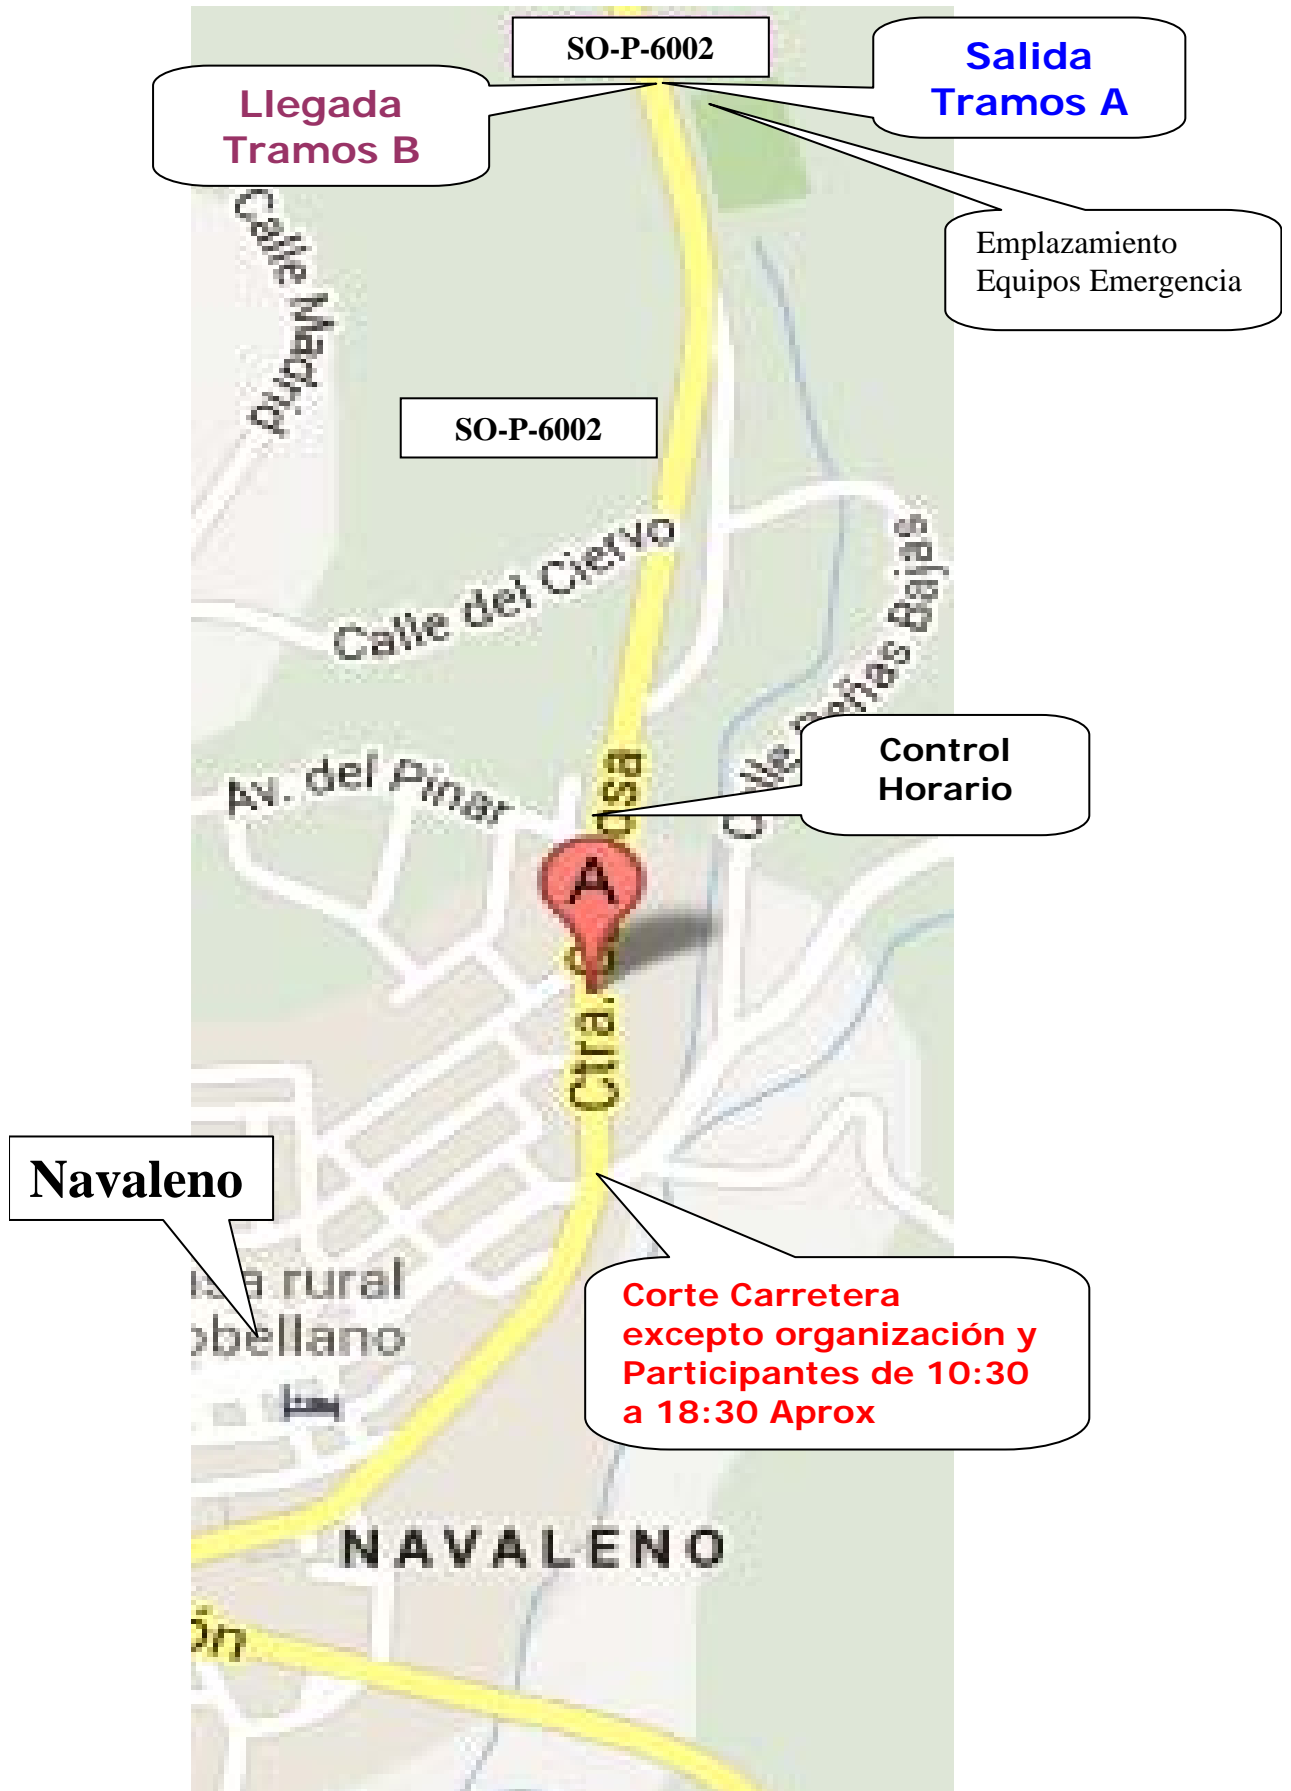 SO-P-6002
Salida
Tramos A
Llegada
Tramos B
Emplazamiento
Equipos Emergencia
Calle Madrid
SO-P-6002
Calle del Ciervo
Bajas
Av. del Pinar
Control
Horario
A
Ctra.
Navaleno
rural
Corte Carretera
excepto organización y
Participantes de 10:30
a 18:30 Aprox
NAVALENO